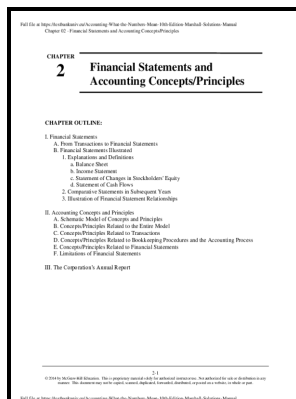 Full file at https://testbankuniv.eu/Accounting-What-the-Numbers-Mean-10th-Edition-Marshall-Solutions-Manual
Chapter 02 - Financial Statements and Accounting Concepts/Principles
CHAPTER
2
Financial Statements and
Accounting Concepts/Principles
CHAPTER OUTLINE:
I. Financial Statements
A. From Transactions to Financial Statements
B. Financial Statements Illustrated
1. Explanations and Definitions
a. Balance Sheet
b. Income Statement
c. Statement of Changes in Stockholders' Equity
d. Statement of Cash Flows
2. Comparative Statements in Subsequent Years
3. Illustration of Financial Statement Relationships
II. Accounting Concepts and Principles
A. Schematic Model of Concepts and Principles
B. Concepts/Principles Related to the Entire Model
C. Concepts/Principles Related to Transactions
D. Concepts/Principles Related to Bookkeeping Procedures and the Accounting Process
E. Concepts/Principles Related to Financial Statements
F. Limitations of Financial Statements
III. The Corporation's Annual Report
2-1
© 2014 by McGraw-Hill Education. This is proprietary material solely for authorized instructor use. Not authorized for sale or distribution in any
manner. This document may not be copied, scanned, duplicated, forwarded, distributed, or posted on a website, in whole or part.
Full file at https://testbankuniv.eu/Accounting-What-the-Numbers-Mean-10th-Edition-Marshall-Solutions-Manual